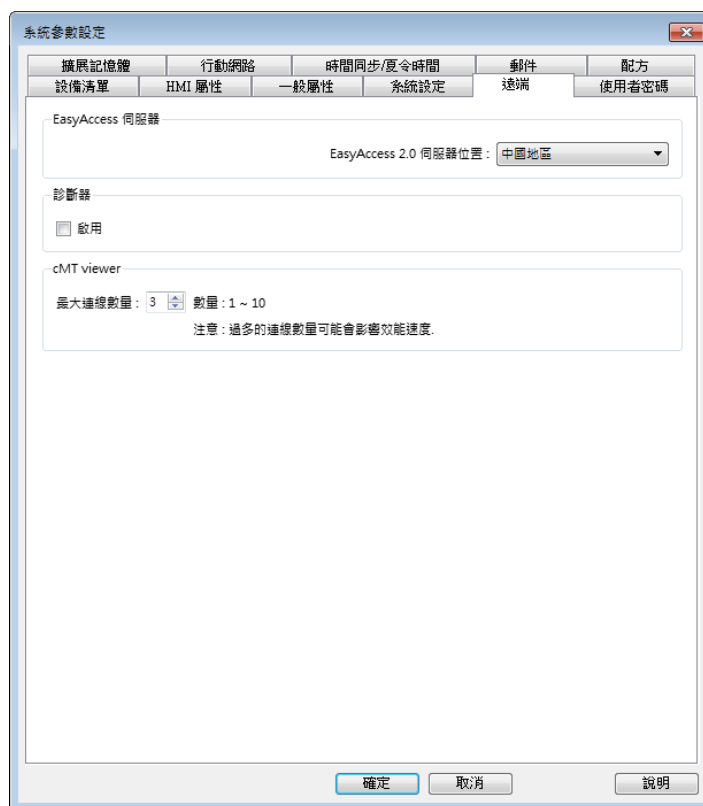 系統參數設定
擴展記憶體 行動網路 時間同步/夏令時間 郵件 配方
設備清單 HMI 屬性 一般屬性 系統設定 遠端 使用者密碼
EasyAccess 伺服器
EasyAccess 2.0 伺服器位置 : 中國地區
診斷器
啟用
cMT viewer
最大連線數量 : 3 數量 : 1 ~ 10
注意 : 過多的連線數量可能會影響效能速度.
確定 取消 說明